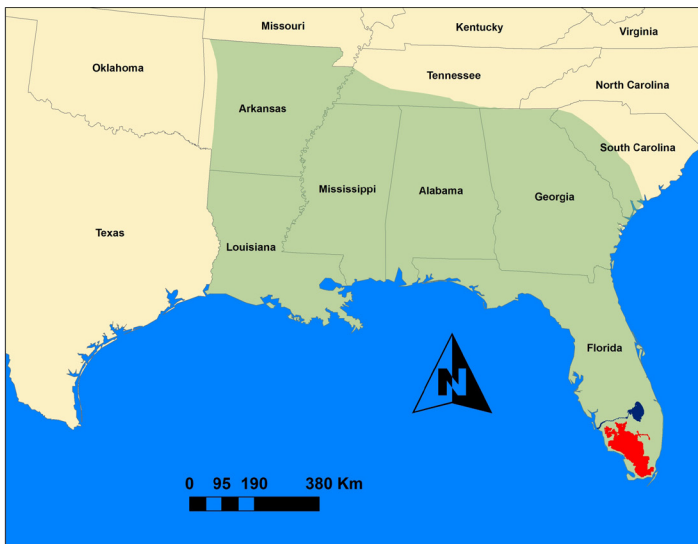 Missouri
Kentucky
Virginia
Oklahoma
Tennessee
North Carolina
Arkansas
South Carolina
Mississippi
Alabama
Georgia
Texas
Louisiana
Florida
N
0 95 190 380 Km